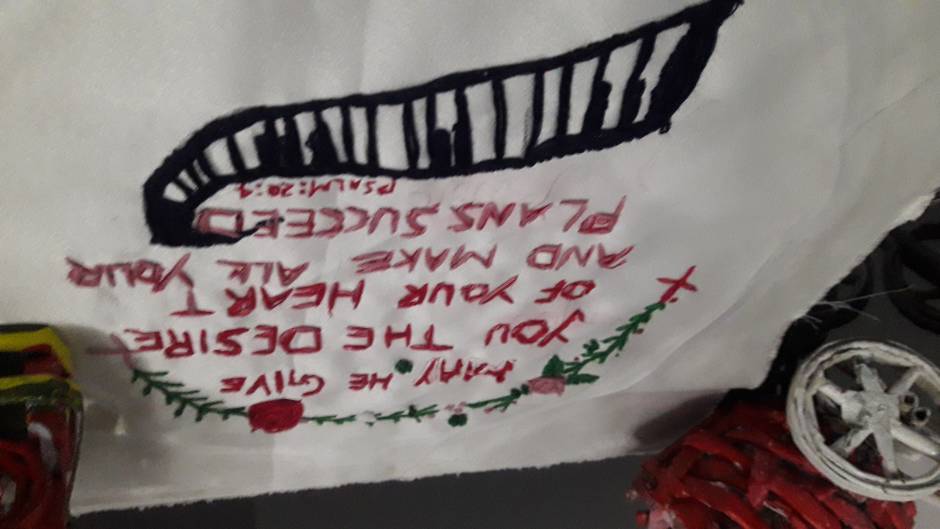 MAY HE GIVE
YOU THE DESIRE
OF YOUR HEART
AND MAKE ALL YOUR
PLANS SUCCEED
PSALM:20:4